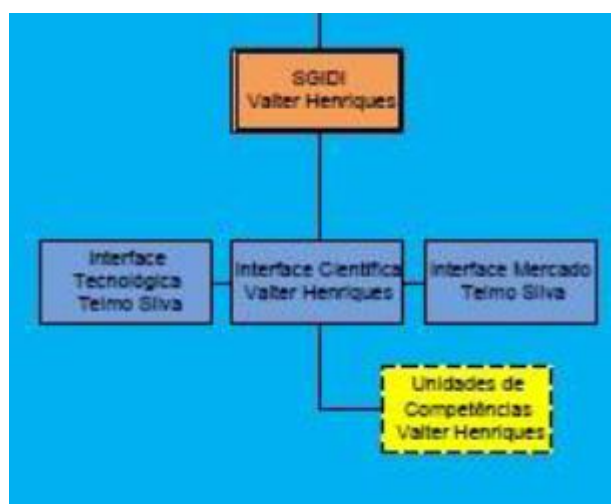 SGIDI
Valter Henriques
Interface
Tecnológica
Telmo Silva
Interface Científica
Valter Henriques
Interface Mercado
Telmo Silva
Unidades de
Competências
Valter Henriques